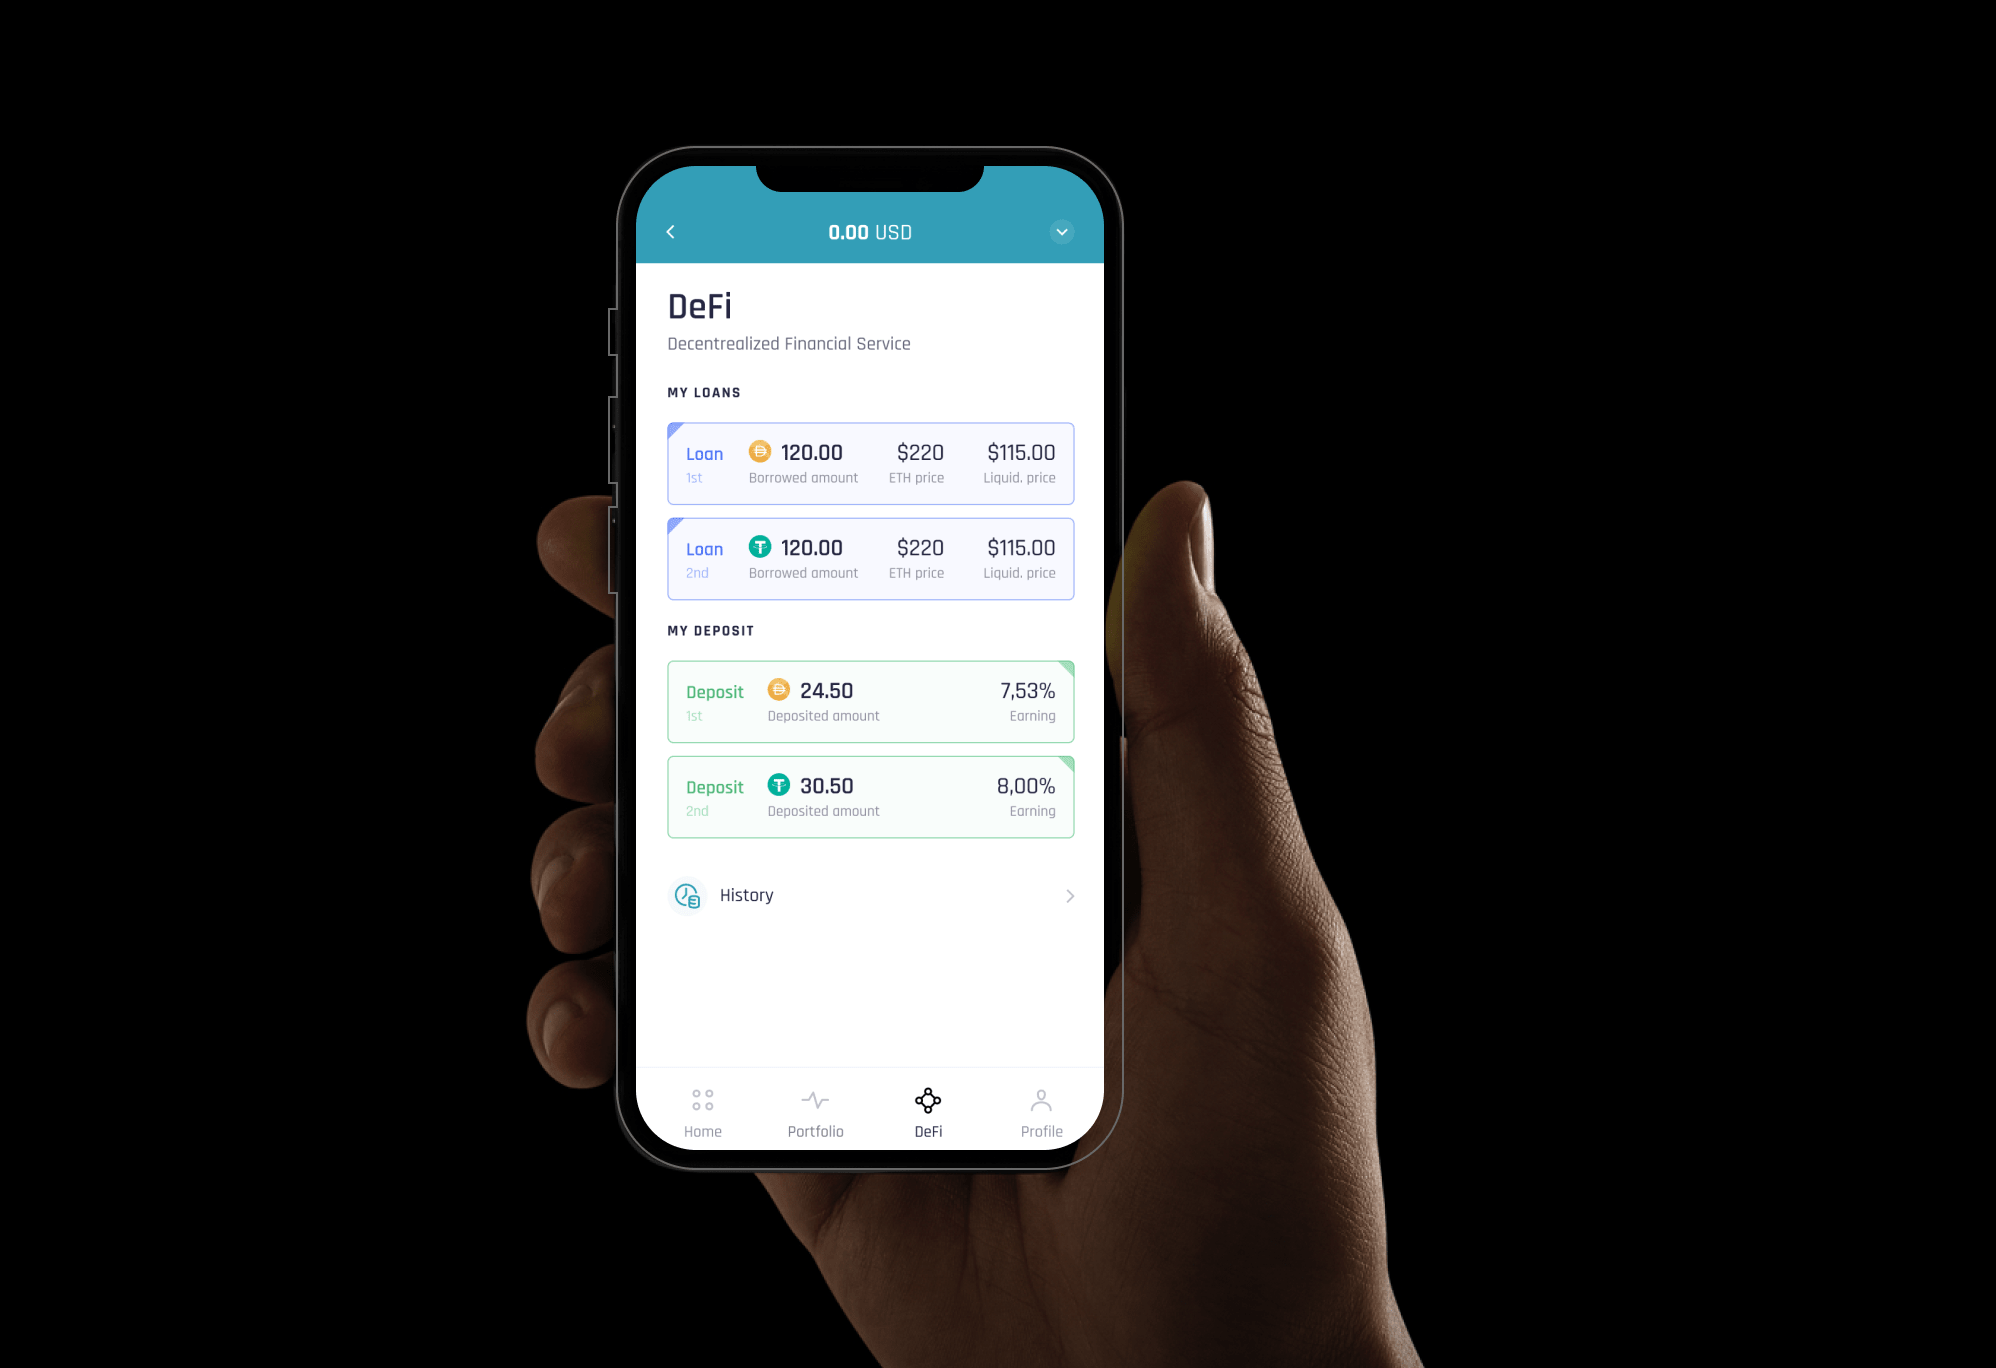 0.00 USD
DeFi
Decentrealized Financial Service
MY LOANS
Loan 120.00 $220 $115.00
1st Borrowed amount ETH price Liquid. price
Loan 120.00 $220 $115.00
2nd Borrowed amount ETH price Liquid. price
MY DEPOSIT
Deposit 24.50 7,53%
1st Deposited amount Earning
Deposit 30.50 8,00%
2nd Deposited amount Earning
History
Home Portfolio DeFi Profile